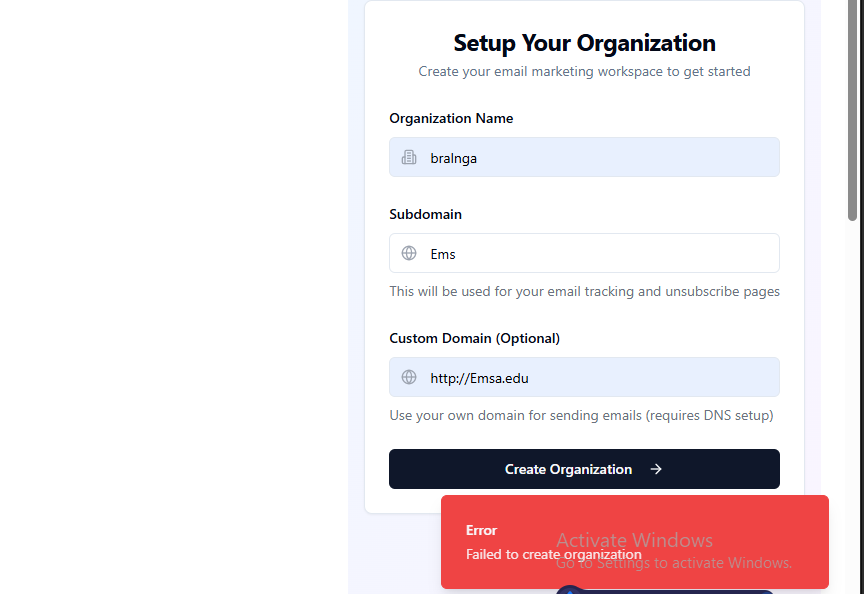 Setup Your Organization
Create your email marketing workspace to get started
Organization Name
bralnga
Subdomain
Ems
This will be used for your email tracking and unsubscribe pages
Custom Domain (Optional)
http://Emsa.edu
Use your own domain for sending emails (requires DNS setup)
Create Organization →
Error
Failed to create organization
Activate Windows
Go to Settings to activate Windows.